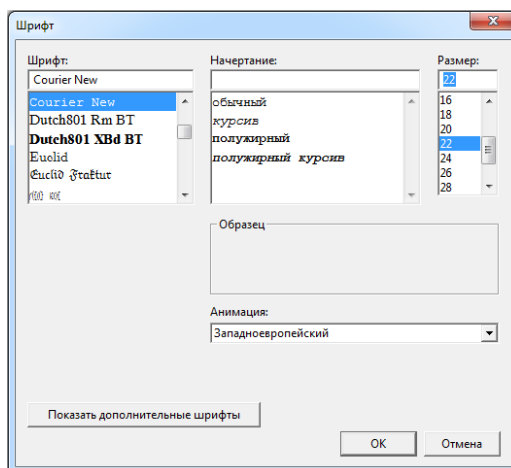 Шрифт
Шрифт:
Начертание:
Размер:
Courier New
22
Courier New
Dutch801 Rm BT
Dutch801 XBd BT
Euclid
Euclid Fraktur
обычный
курсив
полужирный
полужирный курсив
16
18
20
22
24
26
28
Образец
Анимация:
Западноевропейский
Показать дополнительные шрифты
ОК
Отмена